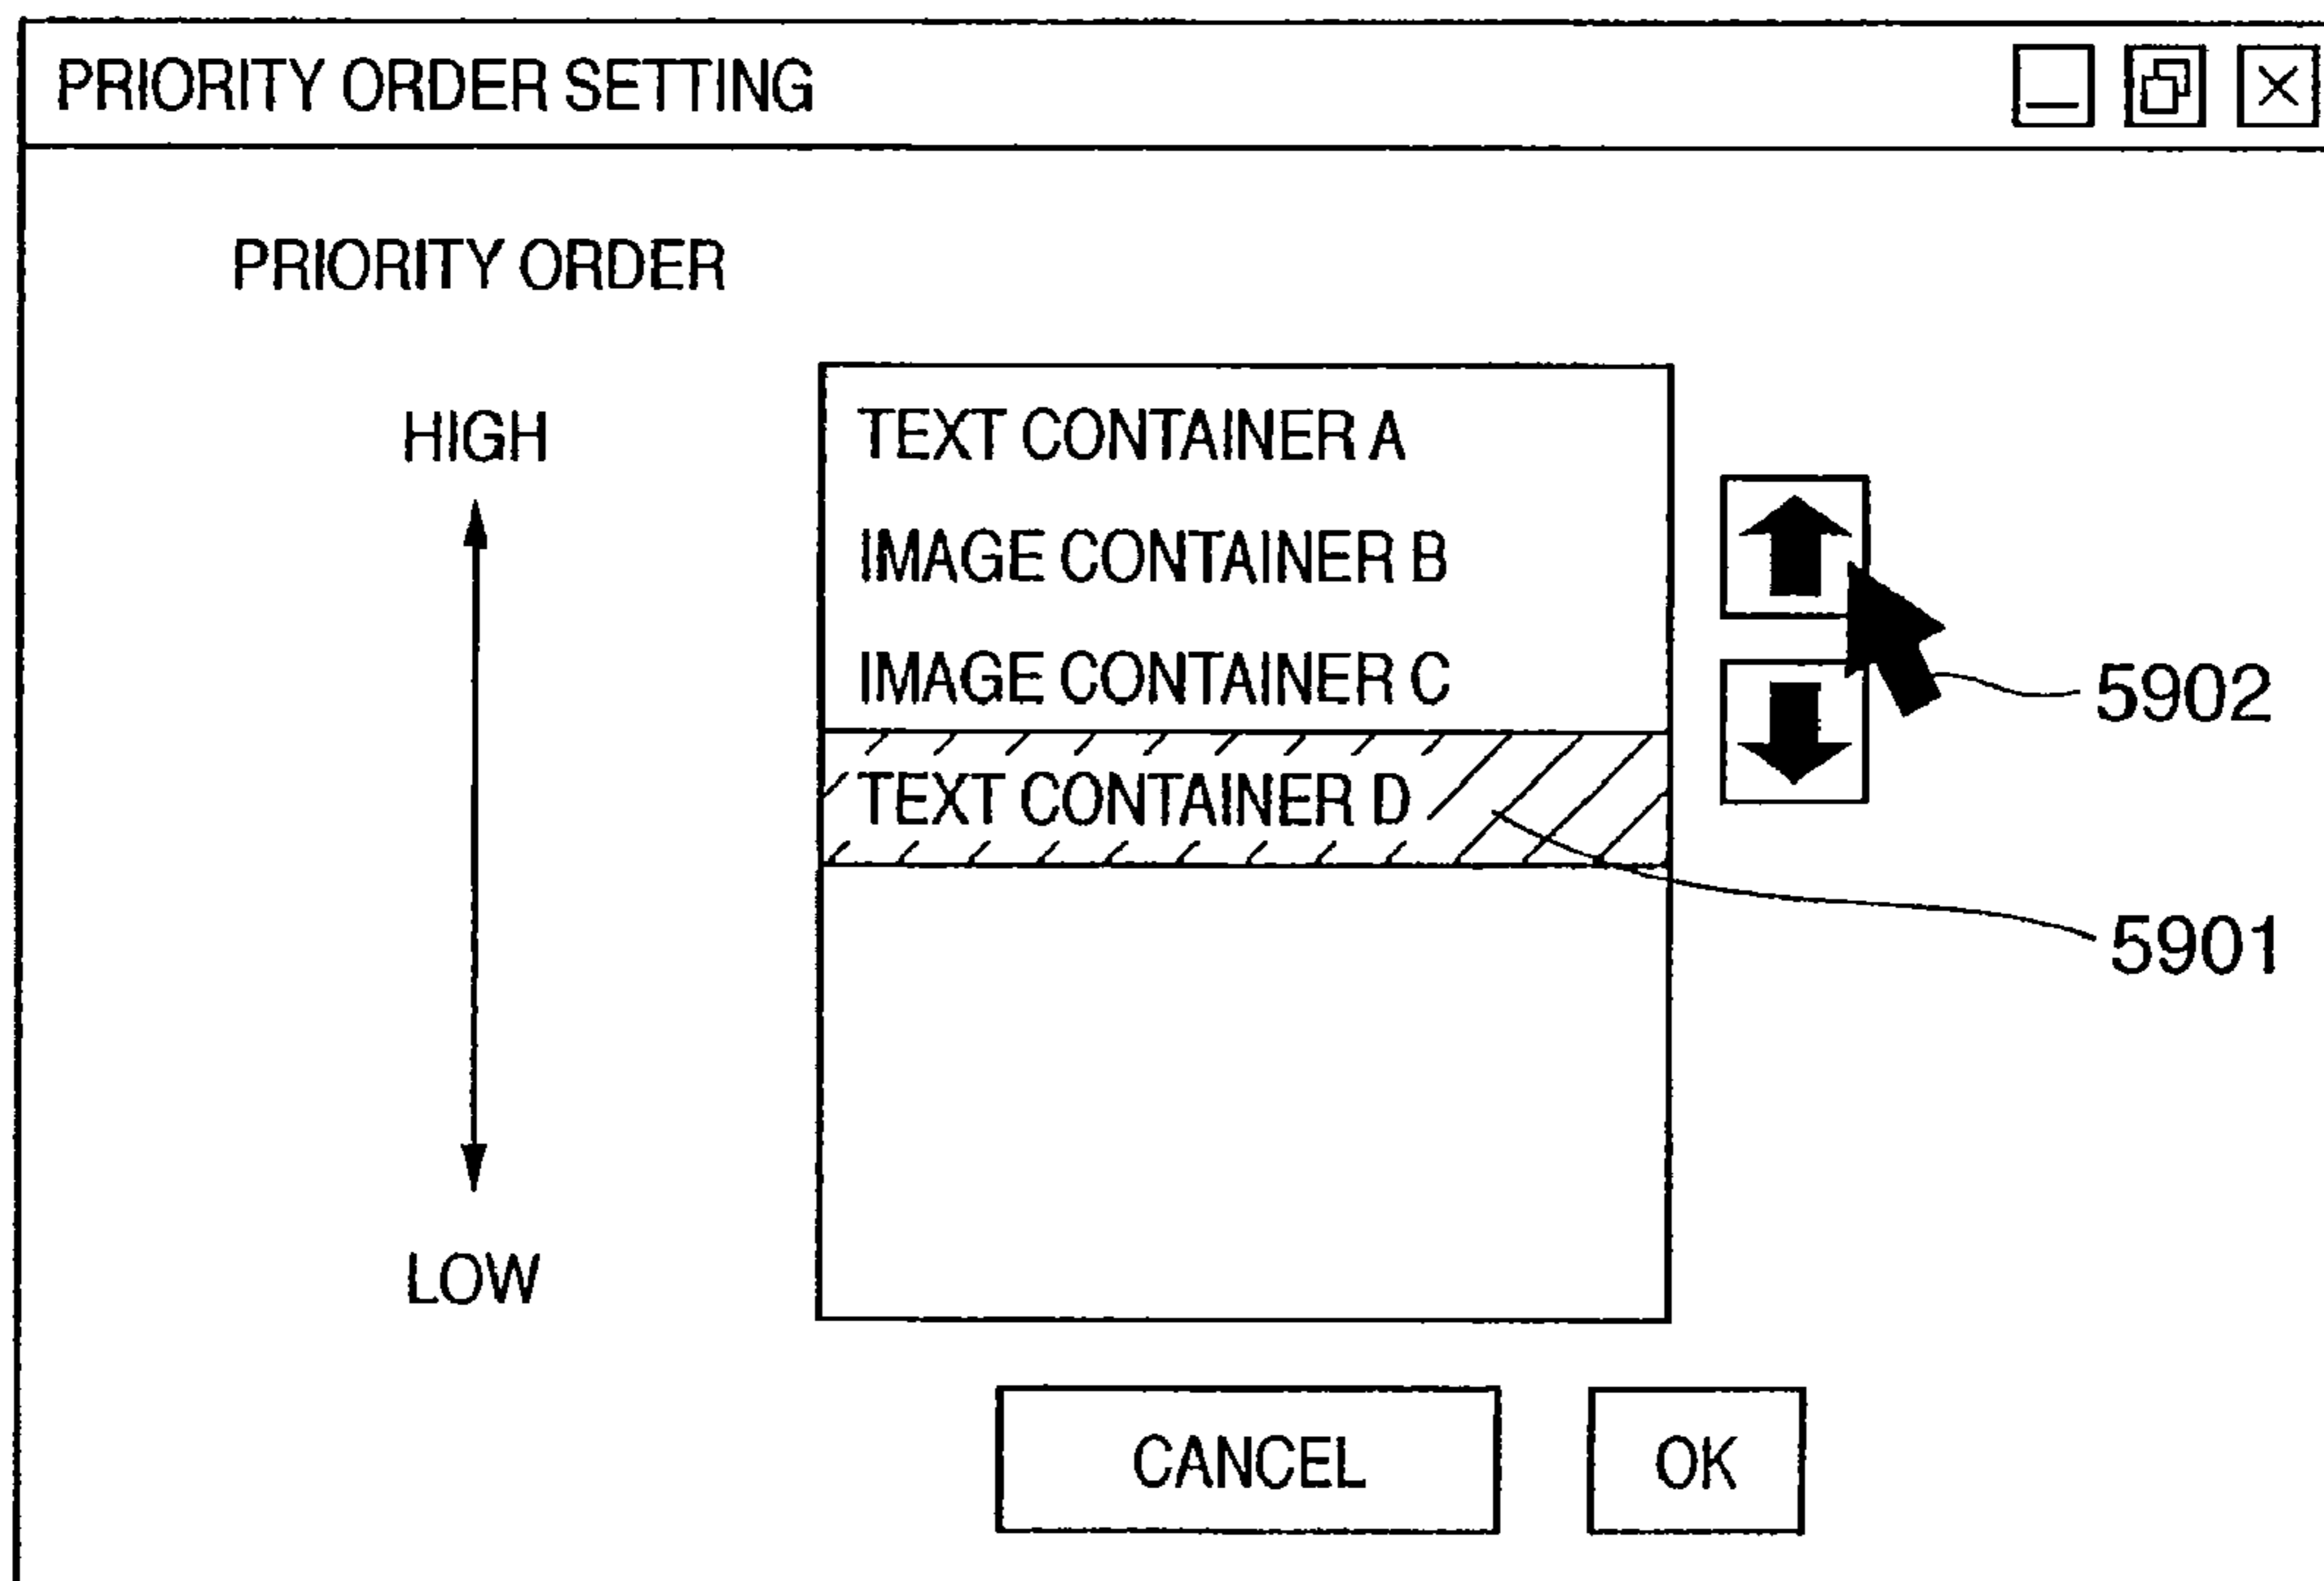 PRIORITY ORDER SETTING
PRIORITY ORDER
HIGH
TEXT CONTAINER A
IMAGE CONTAINER B
IMAGE CONTAINER C
5902
TEXT CONTAINER D
5901
LOW
CANCEL
OK